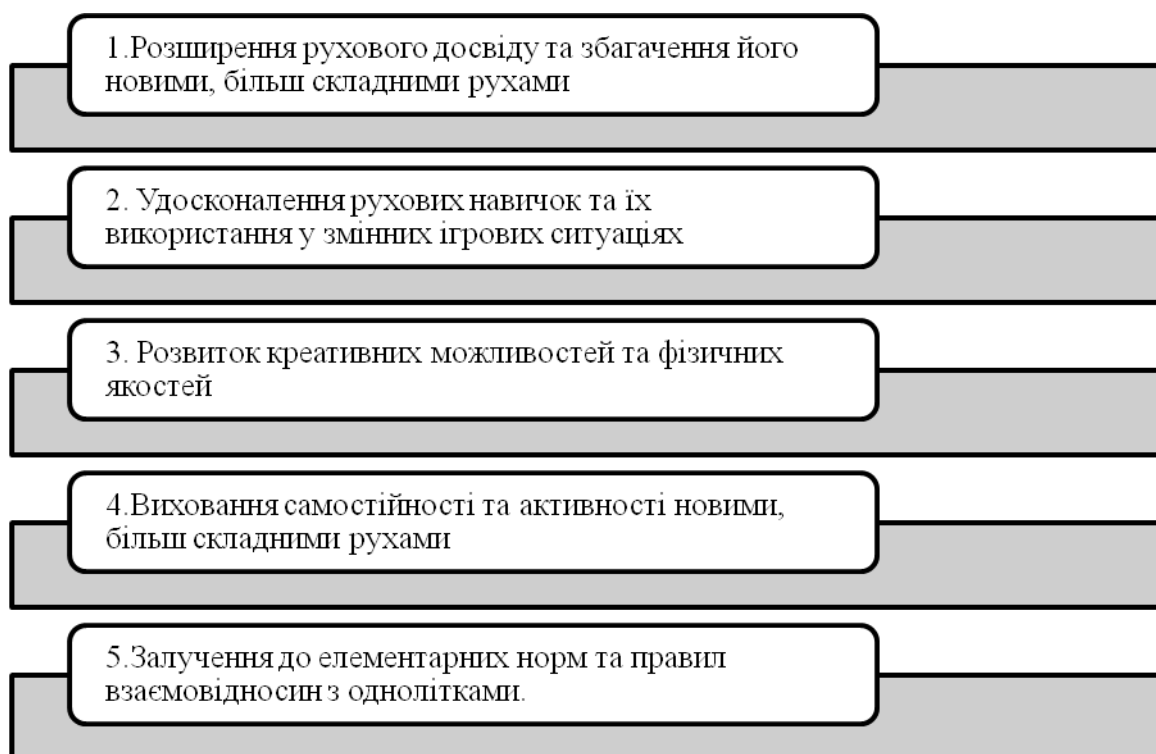 1.Розширення рухового досвіду та збагачення його
новими, більш складними рухами
2. Удосконалення рухових навичок та їх
використання у змінних ігрових ситуаціях
3. Розвиток креативних можливостей та фізичних
якостей
4.Виховання самостійності та активності новими,
більш складними рухами
5.Залучення до елементарних норм та правил
взаємовідносин з однолітками.